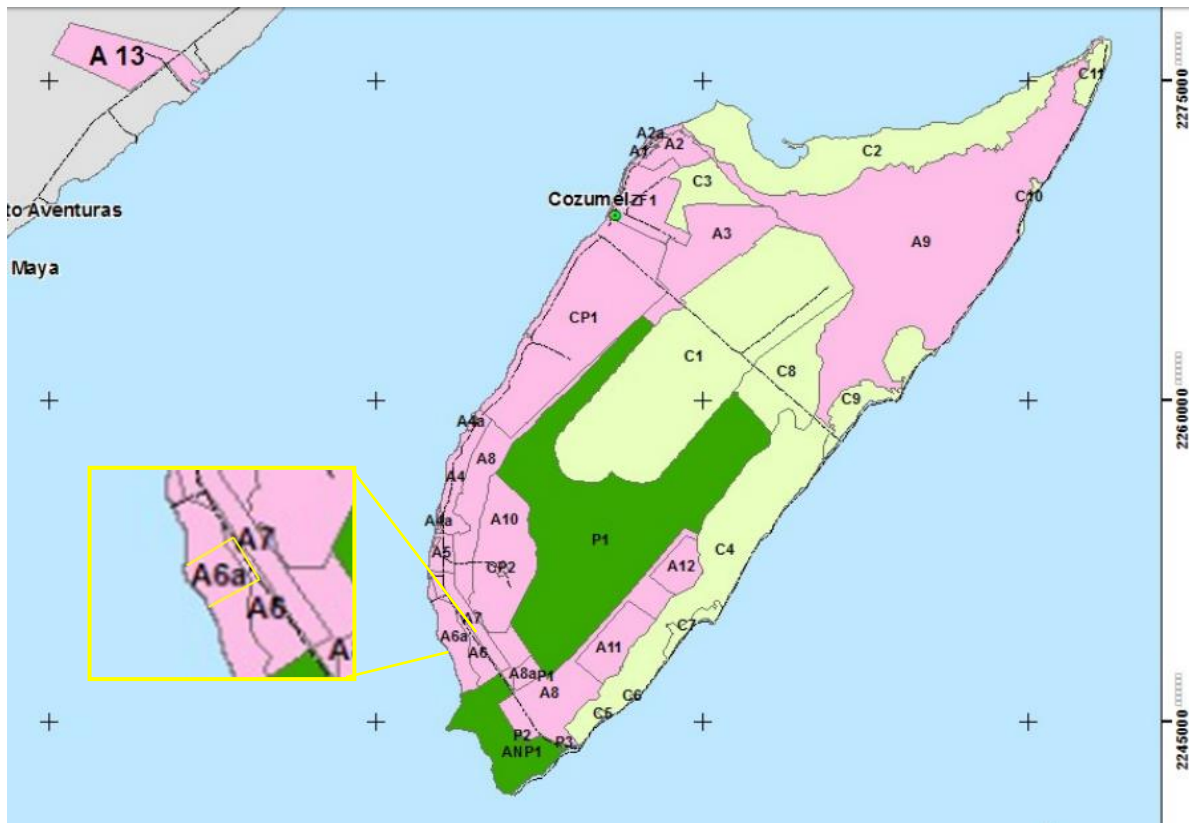 A 13
2275000
C11
A2a
A1
A2
C2
C3
C10
to Aventuras
Cozumel
ZF1
A3
A9
Maya
CP1
C1
C8
2260000
C9
A4a
A8
A4
A10
A4a
P1
C4
A5
CP2
A12
A7
C7
A6a
A6
A11
A8a
P1
A8
C6
C5
2245000
P2
P3
ANP1
A7
A6a
A6
A